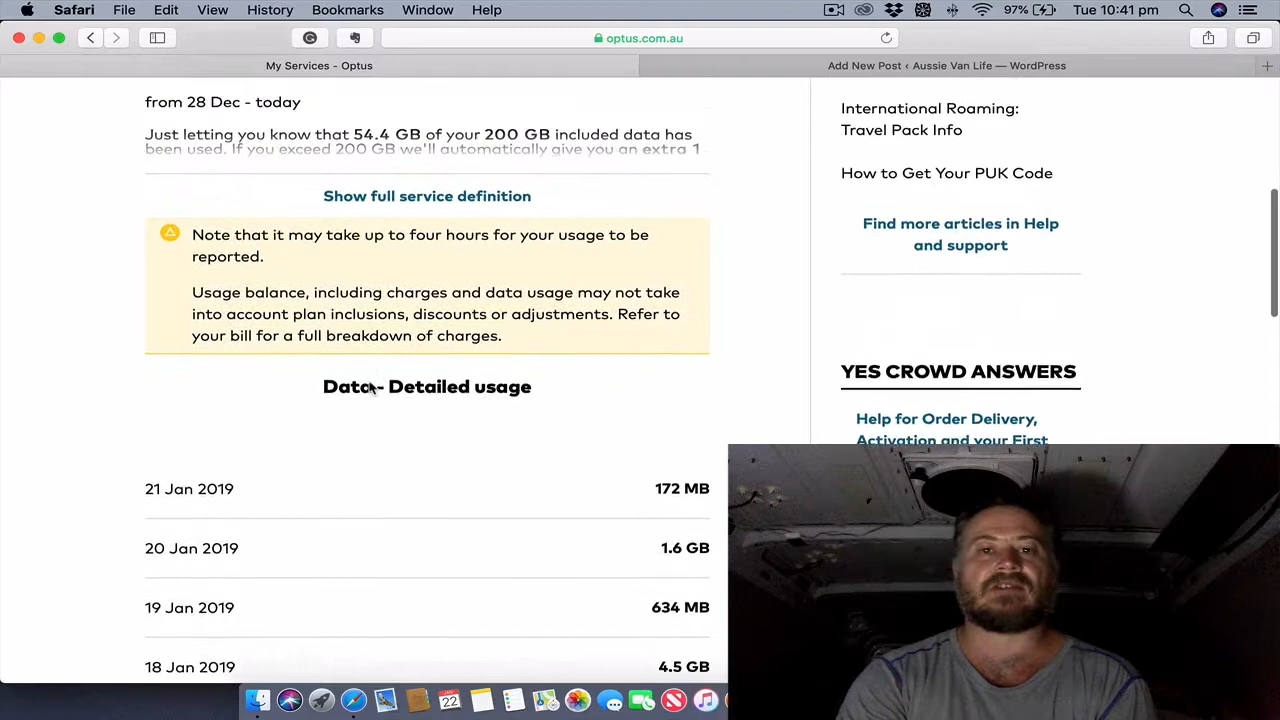 Safari File Edit View History Bookmarks Window Help 97% Tue 10:41 pm
optus.com.au
My Services - Optus
Add New Post ‹ Aussie Van Life — WordPress
from 28 Dec - today
Just letting you know that 54.4 GB of your 200 GB included data has
been used. If you exceed 200 GB we'll automatically give you an extra 1
Show full service definition
Note that it may take up to four hours for your usage to be
reported.
Usage balance, including charges and data usage may not take
into account plan inclusions, discounts or adjustments. Refer to
your bill for a full breakdown of charges.
Data - Detailed usage
21 Jan 2019 172 MB
20 Jan 2019 1.6 GB
19 Jan 2019 634 MB
18 Jan 2019 4.5 GB
International Roaming:
Travel Pack Info
How to Get Your PUK Code
Find more articles in Help
and support
YES CROWD ANSWERS
Help for Order Delivery,
Activation and your First
22